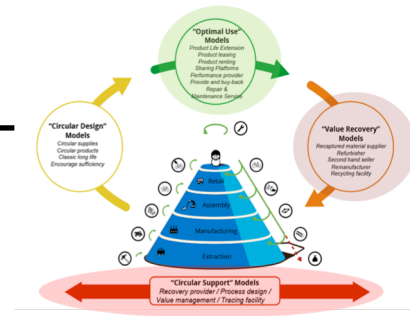 "Optimal Use"
Models
Product Life Extension
Product leasing
Product renting
Sharing Platforms
Performance provider
Provide and buy-back
Repair &
Maintenance Service
"Circular Design"
Models
Circular supplies
Circular products
Classic long life
Encourage sufficiency
"Value Recovery"
Models
Recaptured material supplier
Refurbisher
Second hand seller
Remanufacturer
Recycling facility
Retail
Assembly
Manufacturing
Extraction
"Circular Support" Models
Recovery provider / Process design /
Value management / Tracing facility